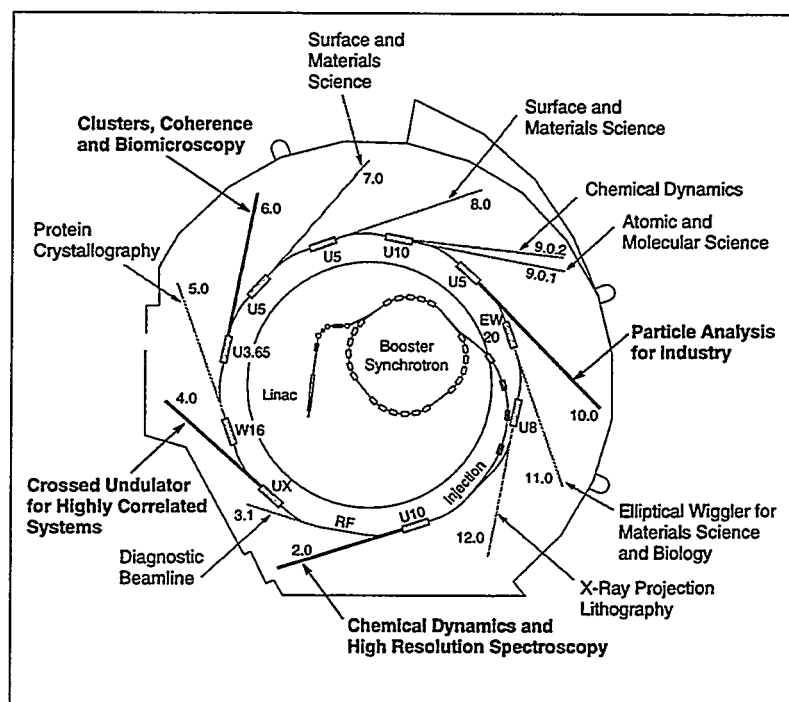 Surface and
Materials
Science
Clusters, Coherence
and Biomicroscopy
7.0
Surface and
Materials Science
6.0
8.0
Chemical Dynamics
Protein
Crystallography
9.0.2
Atomic and
Molecular Science
9.0.1
U5
U10
U5
5.0
U5
EW
20
Particle Analysis
for Industry
Booster
Synchrotron
U3.65
Linac
4.0
10.0
W16
U8
Crossed Undulator
for Highly Correlated
Systems
UX
Injection
11.0
3.1
RF
U10
Elliptical Wiggler for
Materials Science
and Biology
Diagnostic
Beamline
2.0
12.0
X-Ray Projection
Lithography
Chemical Dynamics and
High Resolution Spectroscopy